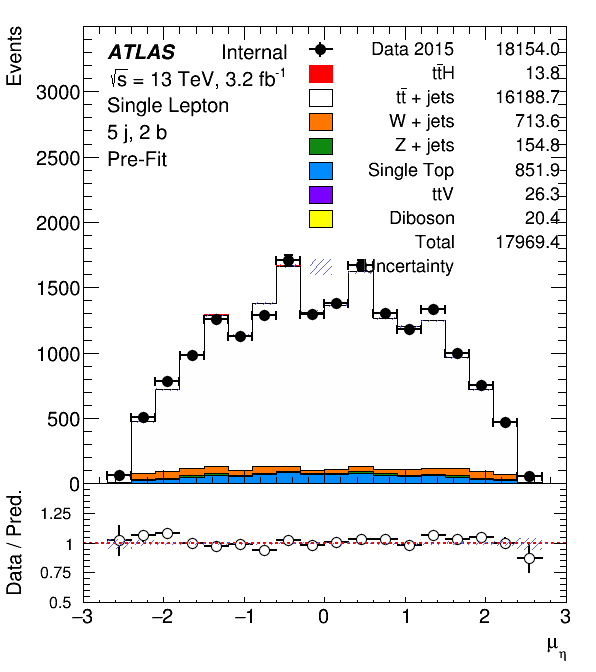 Events
3000
2500
2000
1500
1000
500
0
ATLAS Internal
√s = 13 TeV, 3.2 fb⁻¹
Single Lepton
5 j, 2 b
Pre-Fit
Data 2015 18154.0
tt̄H 13.8
tt̄ + jets 16188.7
W + jets 713.6
Z + jets 154.8
Single Top 851.9
ttV 26.3
Diboson 20.4
Total 17969.4
Uncertainty
Data / Pred.
1.25
1
0.75
0.5
−3 −2 −1 0 1 2 3
μ_η